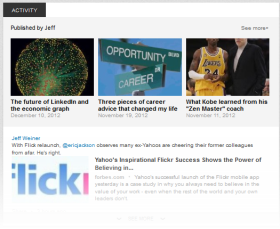 ACTIVITY
Published by Jeff
See more
OPPORTUNITY
CAREER
24
The future of LinkedIn and
the economic graph
December 10, 2012
Three pieces of career
advice that changed my life
November 19, 2012
What Kobe learned from his
"Zen Master" coach
November 11, 2012
Jeff Weiner
With Flickr relaunch, @ericjackson observes many ex-Yahoos are cheering their former colleagues
from afar. He's right.
flick
Yahoo's Inspirational Flickr Success Shows the Power of
Believing in...
Yahoo's successful launch of the Flickr mobile app
yesterday is a case study in why you always need to believe in the
value of your work - even when the rest of the world and your own
leaders don't